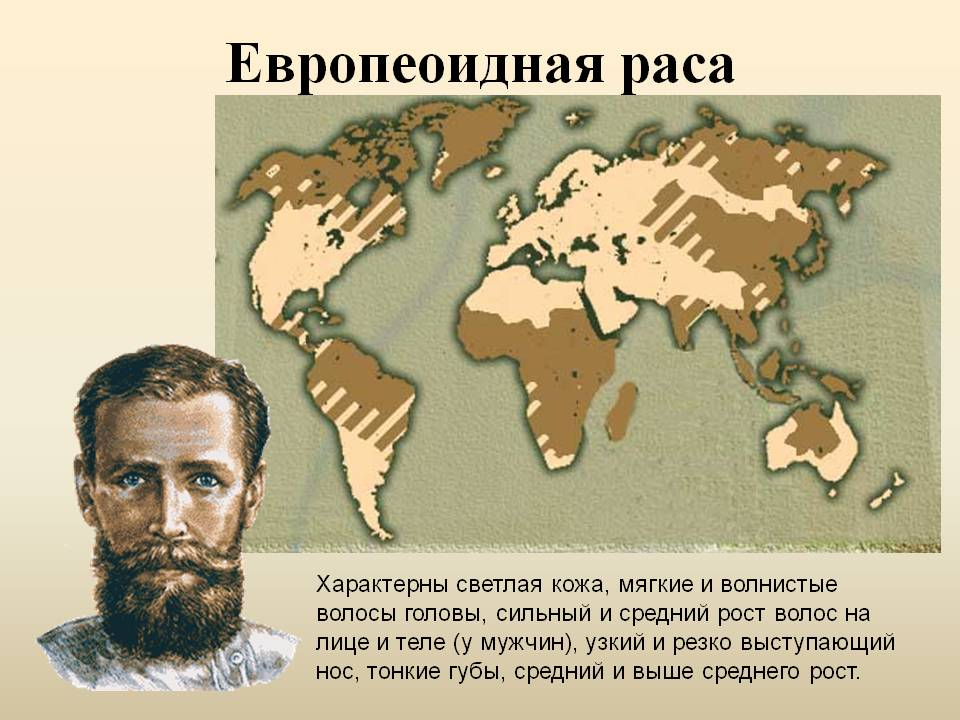 Европеоидная раса
Характерны светлая кожа, мягкие и волнистые
волосы головы, сильный и средний рост волос на
лице и теле (у мужчин), узкий и резко выступающий
нос, тонкие губы, средний и выше среднего рост.